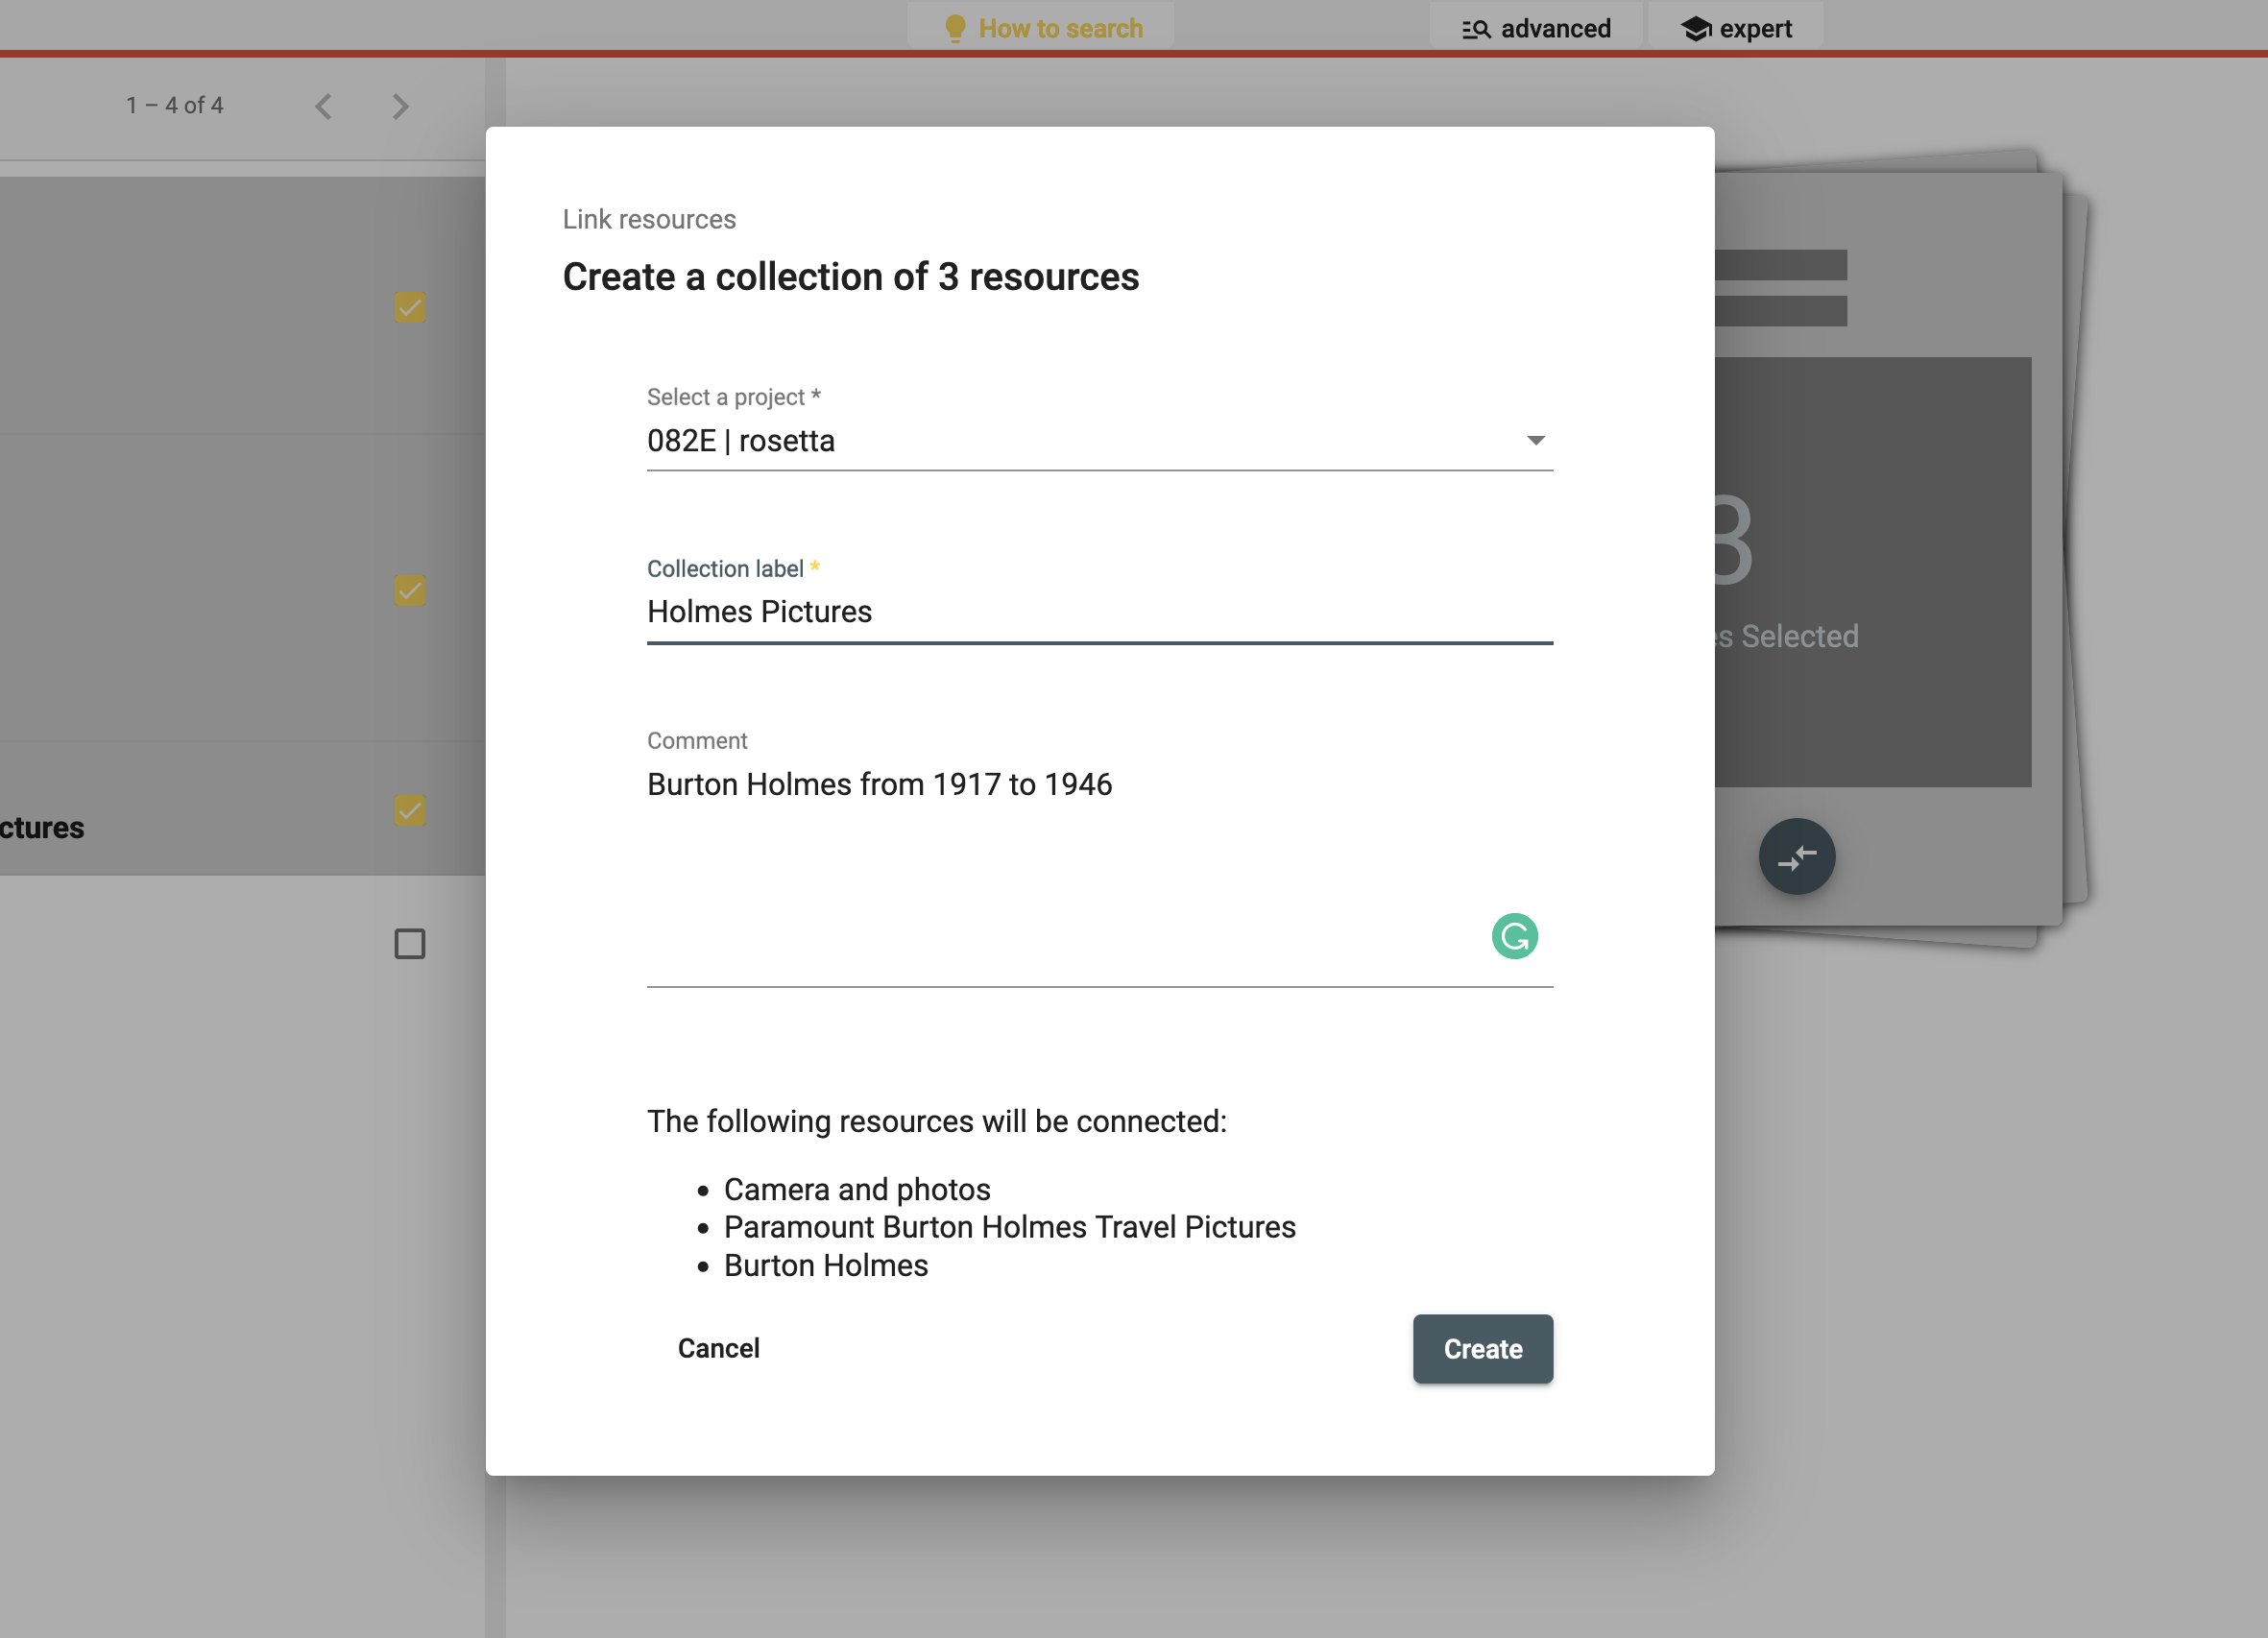 How to search
advanced
expert
1 – 4 of 4
Link resources
Create a collection of 3 resources
Select a project *
082E | rosetta
Collection label *
Holmes Pictures
3
Selected
Comment
Burton Holmes from 1917 to 1946
The following resources will be connected:
• Camera and photos
• Paramount Burton Holmes Travel Pictures
• Burton Holmes
Cancel
Create